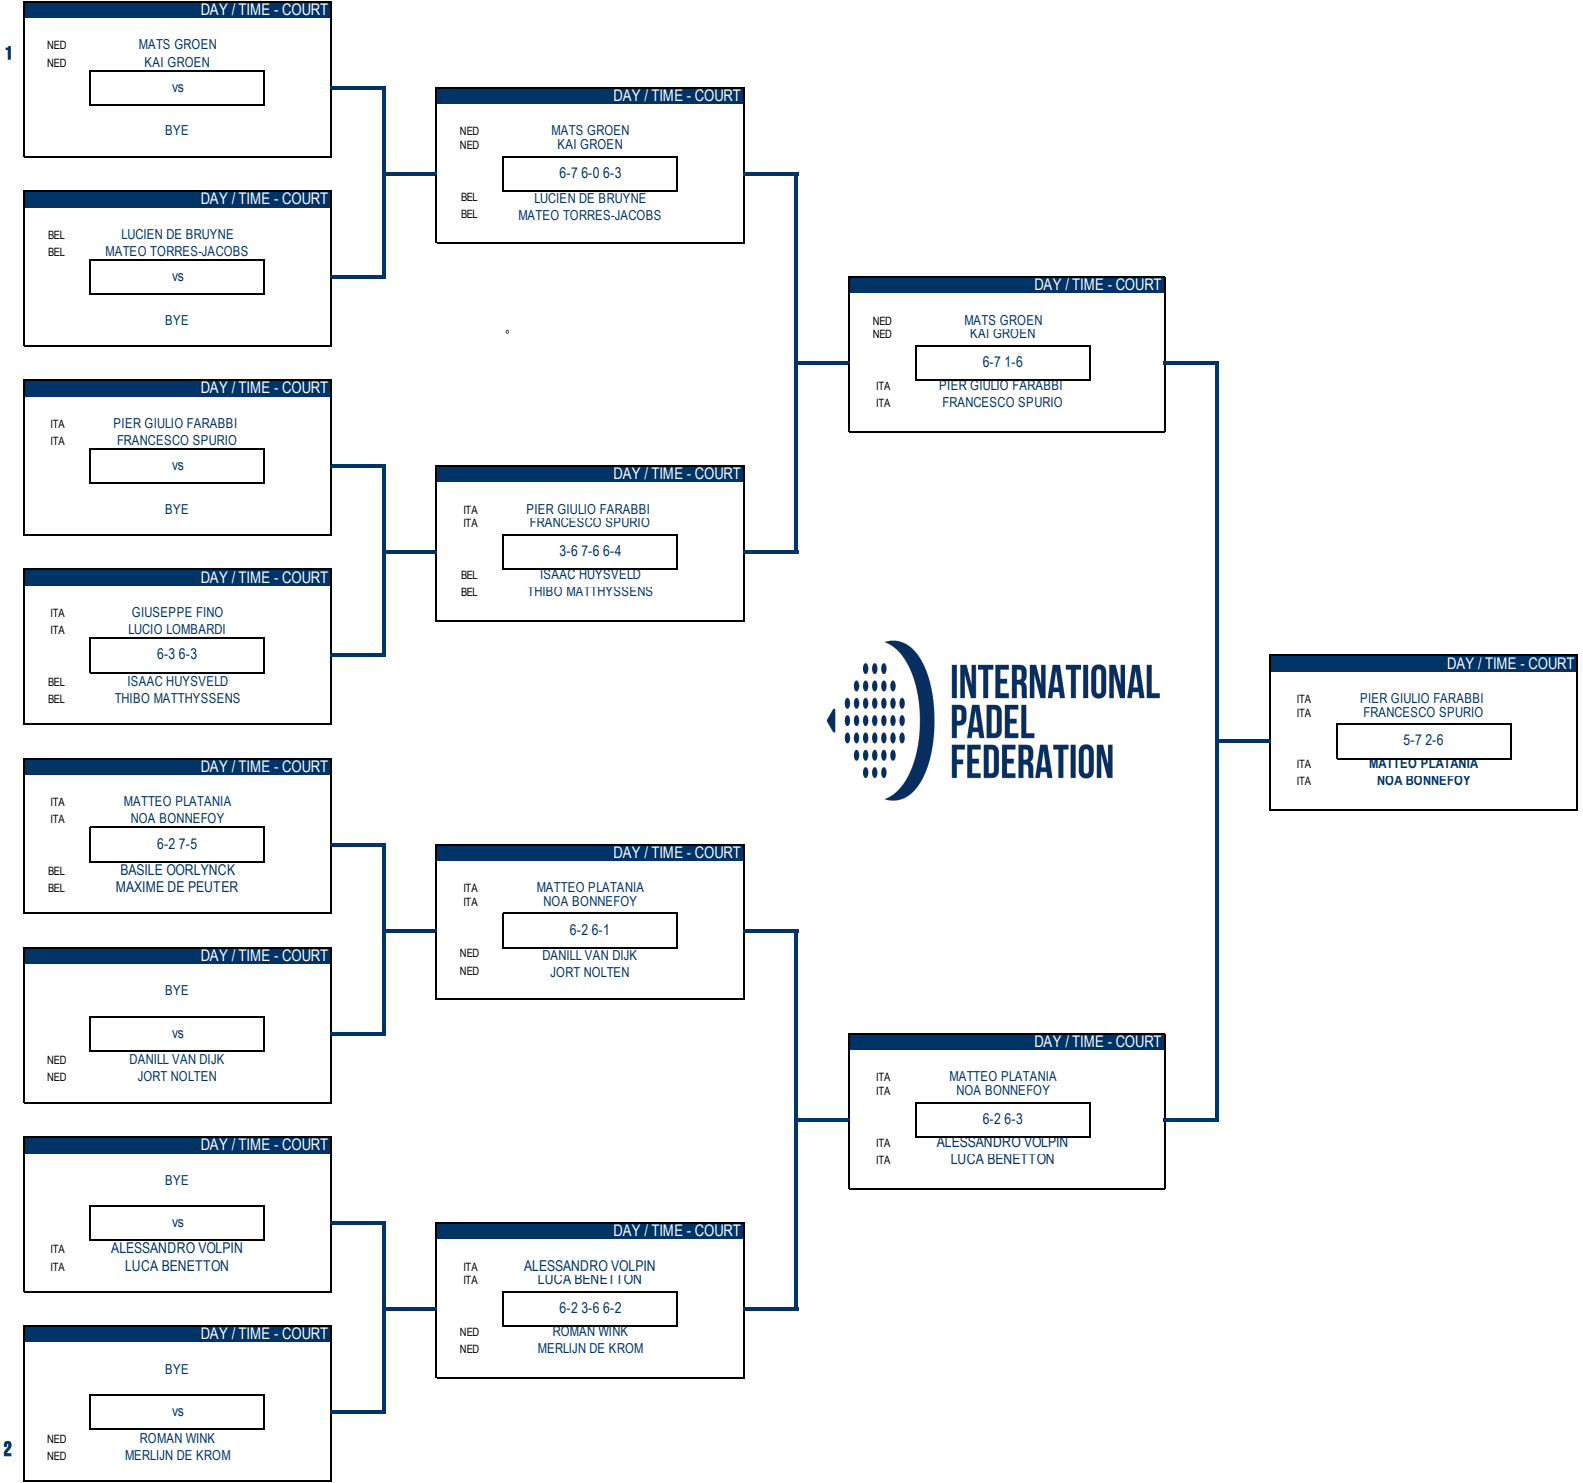 DAY / TIME - COURT
1
NED MATS GROEN
NED KAI GROEN
vs
BYE
DAY / TIME - COURT
BEL LUCIEN DE BRUYNE
BEL MATEO TORRES-JACOBS
vs
BYE
DAY / TIME - COURT
ITA PIER GIULIO FARABBI
ITA FRANCESCO SPURIO
vs
BYE
DAY / TIME - COURT
ITA GIUSEPPE FINO
ITA LUCIO LOMBARDI
6-3 6-3
BEL ISAAC HUYSVELD
BEL THIBO MATTHYSSENS
DAY / TIME - COURT
ITA MATTEO PLATANIA
ITA NOA BONNEFOY
6-2 7-5
BEL BASILE OORLYNCK
BEL MAXIME DE PEUTER
DAY / TIME - COURT
BYE
vs
NED DANILL VAN DIJK
NED JORT NOLTEN
DAY / TIME - COURT
BYE
vs
ITA ALESSANDRO VOLPIN
ITA LUCA BENETTON
DAY / TIME - COURT
BYE
vs
NED ROMAN WINK
2
NED MERLIJN DE KROM
DAY / TIME - COURT
NED MATS GROEN
NED KAI GROEN
6-7 6-0 6-3
BEL LUCIEN DE BRUYNE
BEL MATEO TORRES-JACOBS
°
DAY / TIME - COURT
ITA PIER GIULIO FARABBI
ITA FRANCESCO SPURIO
3-6 7-6 6-4
BEL ISAAC HUYSVELD
BEL THIBO MATTHYSSENS
DAY / TIME - COURT
ITA MATTEO PLATANIA
ITA NOA BONNEFOY
6-2 6-1
NED DANILL VAN DIJK
NED JORT NOLTEN
DAY / TIME - COURT
ITA ALESSANDRO VOLPIN
ITA LUCA BENETTON
6-2 3-6 6-2
NED ROMAN WINK
NED MERLIJN DE KROM
DAY / TIME - COURT
NED MATS GROEN
NED KAI GROEN
6-7 1-6
ITA PIER GIULIO FARABBI
ITA FRANCESCO SPURIO
INTERNATIONAL
PADEL
FEDERATION
DAY / TIME - COURT
ITA MATTEO PLATANIA
ITA NOA BONNEFOY
6-2 6-3
ITA ALESSANDRO VOLPIN
ITA LUCA BENETTON
DAY / TIME - COURT
ITA PIER GIULIO FARABBI
ITA FRANCESCO SPURIO
5-7 2-6
ITA MATTEO PLATANIA
ITA NOA BONNEFOY